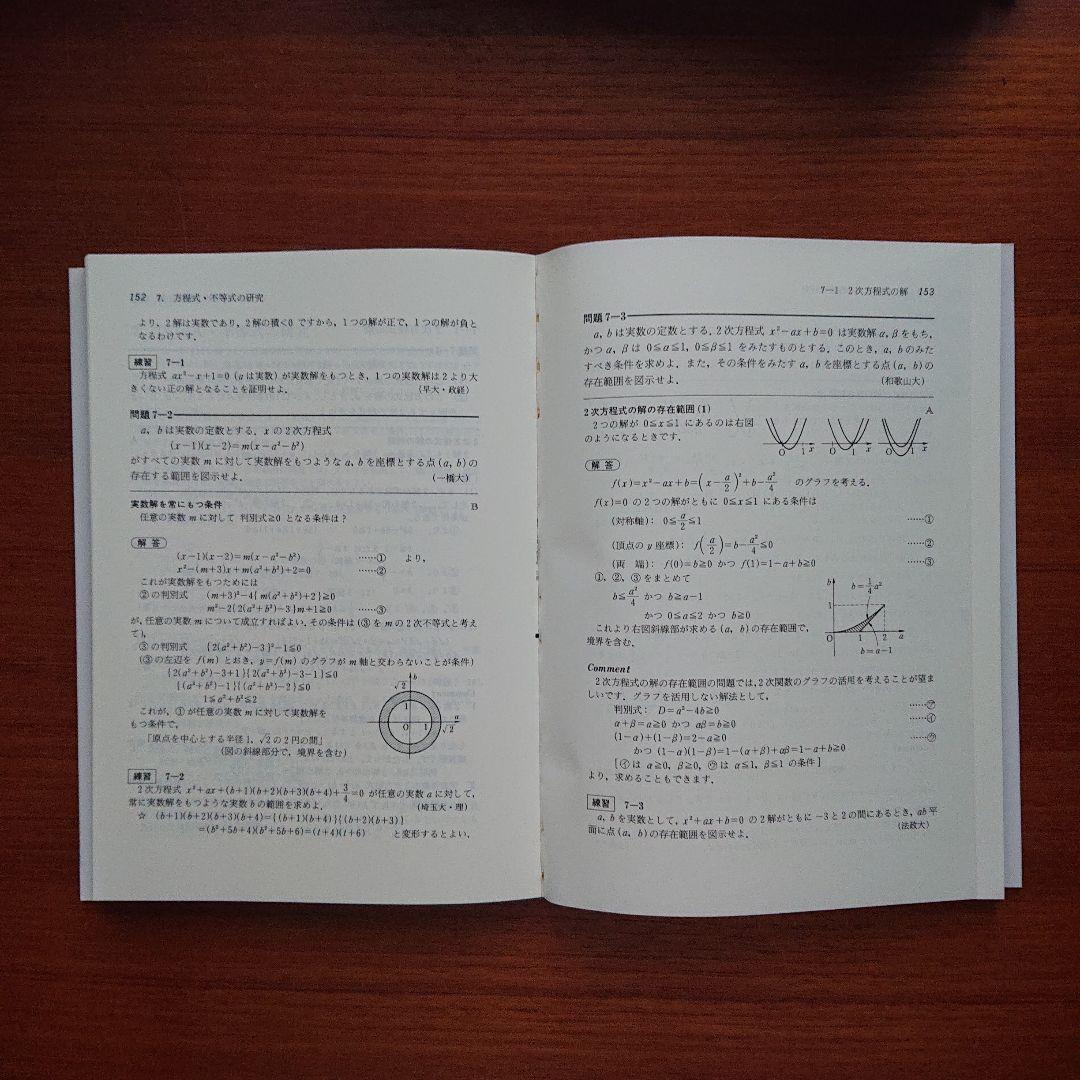 152 7. 方程式・不等式の研究
より，2解は実数であり，2解の積<0 ですから，1つの解が正で，1つの解が負と
なるわけです．
練習 7—1
方程式 ax²−x+1=0 (a は実数) が実数解をもつとき，1つの実数解は2より大
きくない正の解となることを証明せよ． (早大・政経)
問題7—2
a，b は実数の定数とする．x の2次方程式
(x−1)(x−2)=m(x−a²−b²)
がすべての実数 m に対して実数解をもつような a，b を座標とする点(a，b)の
存在する範囲を図示せよ． (一橋大)
実数解を常にもつ条件 B
任意の実数 m に対して 判別式≧0 となる条件は？
解答
(x−1)(x−2)=m(x−a²−b²) ……① より，
x²−(m+3)x+m(a²+b²)+2=0 ……②
これが実数解をもつためには
②の判別式 (m+3)²−4{m(a²+b²)+2}≧0
m²−2{2(a²+b²)−3}m+1≧0 ……③
が，任意の実数 m について成立すればよい．その条件は(③を m の2次不等式と考え
て)，
③の判別式 {2(a²+b²)−3}²−1≦0
(③の左辺を f(m) とおき，y=f(m) のグラフが m 軸と交わらないことが条件)
{2(a²+b²)−3+1}{2(a²+b²)−3−1}≦0
{(a²+b²)−1}{(a²+b²)−2}≦0
1≦a²+b²≦2
これが，①が任意の実数 m に対して実数解を
もつ条件で，
「原点を中心とする半径1，√2の2円の間」
(図の斜線部分で，境界を含む)
b
√2
1
a
O 1 √2
練習 7—2
2次方程式 x²+ax+(b+1)(b+2)(b+3)(b+4)+3/4=0 が任意の実数 a に対して，
常に実数解をもつような実数 b の範囲を求めよ． (埼玉大・理)
☆ (b+1)(b+2)(b+3)(b+4)={(b+1)(b+4)}{(b+2)(b+3)}
=(b²+5b+4)(b²+5b+6)=(t+4)(t+6) と変形するとよい．
7—1 2次方程式の解 153
問題7—3
a，b は実数の定数とする．2次方程式 x²−ax+b=0 は実数解 α，β をもち，
かつ α，β は 0≦α≦1，0≦β≦1 をみたすものとする．このとき，a，b のみた
すべき条件を求めよ．また，その条件をみたす a，b を座標とする点(a，b)の
存在範囲を図示せよ． (和歌山大)
2次方程式の解の存在範囲(1) A
2つの解が 0≦x≦1 にあるのは右図
のようになるときです．
O 1 x
O 1 x
O 1 x
解答
f(x)=x²−ax+b=(x−a/2)²+b−a²/4 のグラフを考える．
f(x)=0 の2つの解がともに 0≦x≦1 にある条件は
(対称軸)： 0≦a/2≦1 ……①
(頂点の y 座標)： f(a/2)=b−a²/4≦0 ……②
(両 端)： f(0)=b≧0 かつ f(1)=1−a+b≧0 ……③
①，②，③をまとめて
b≦a²/4 かつ b≧a−1
かつ 0≦a≦2 かつ b≧0
これより右図斜線部が求める(a，b)の存在範囲で，
境界を含む．
b
b=1/4a²
1
O 1 2 a
b=a−1
Comment
2次方程式の解の存在範囲の問題では，2次関数のグラフの活用を考えることが望ま
しいです．グラフを活用しない解法として，
判別式： D=a²−4b≧0 ……㋐
α+β=a≧0 かつ αβ=b≧0 ……㋑
(1−α)+(1−β)=2−a≧0 ……㋒
かつ (1−α)(1−β)=1−(α+β)+αβ=1−a+b≧0
[㋑は α≧0，β≧0，㋒は α≦1，β≦1 の条件]
より，求めることもできます．
練習 7—3
a，b を実数として，x²+ax+b=0 の2解がともに −3 と 2 の間にあるとき，ab 平
面に点(a，b)の存在範囲を図示せよ． (法政大)